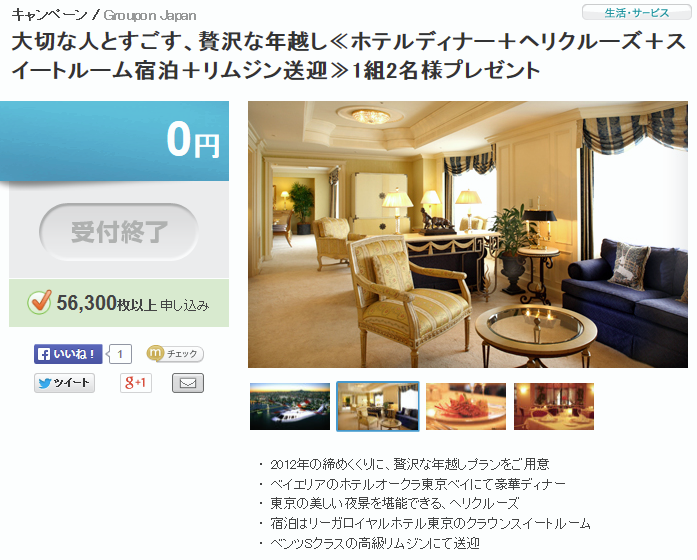 キャンペーン / Groupon Japan
生活・サービス
大切な人とすごす、贅沢な年越し≪ホテルディナー＋ヘリクルーズ＋ス
イートルーム宿泊＋リムジン送迎≫1組2名様プレゼント
0円
受付終了
56,300枚以上 申し込み
いいね！ 1 チェック
ツイート +1
・ 2012年の締めくくりに、贅沢な年越しプランをご用意
・ ベイエリアのホテルオークラ東京ベイにて豪華ディナー
・ 東京の美しい夜景を堪能できる、ヘリクルーズ
・ 宿泊はリーガロイヤルホテル東京のクラウンスイートルーム
・ ベンツSクラスの高級リムジンにて送迎